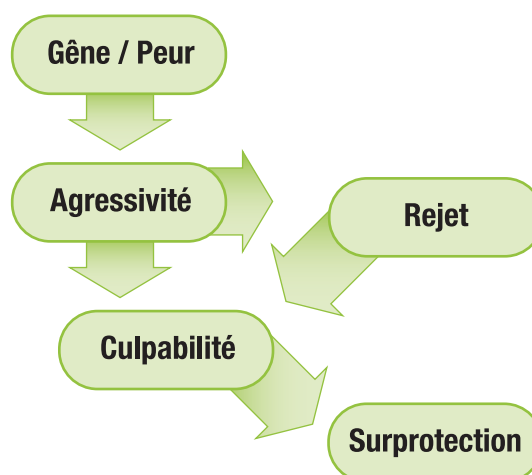 Gêne / Peur
Agressivité
Rejet
Culpabilité
Surprotection